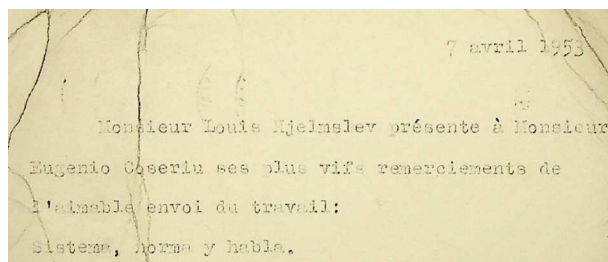 7 avril 1953
Monsieur Louis Hjelmslev présente à Monsieur
Eugenio Coseriu ses plus vifs remerciements de
l'aimable envoi du travail:
Sistema, norma y habla.